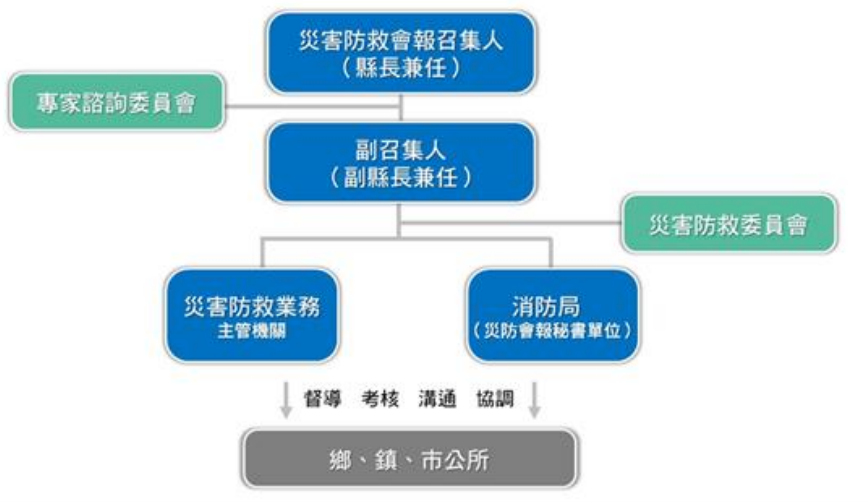 災害防救會報召集人
（縣長兼任）
專家諮詢委員會
副召集人
（副縣長兼任）
災害防救委員會
災害防救業務
主管機關
消防局
（災防會報秘書單位）
督導 考核 溝通 協調
鄉、鎮、市公所